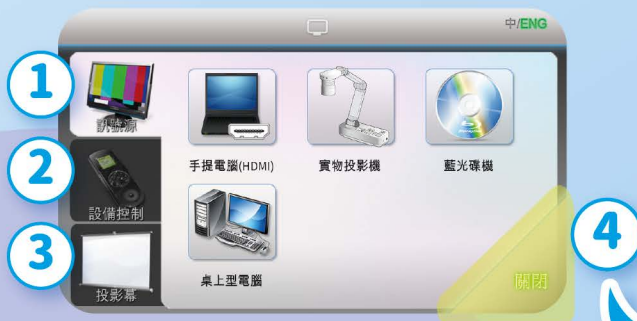 中/ENG
1
訊號源
2
設備控制
3
投影幕
手提電腦(HDMI)
實物投影機
藍光碟機
桌上型電腦
4
關閉